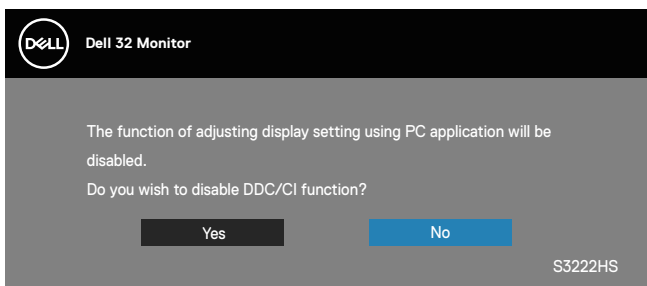 DELL
Dell 32 Monitor
The function of adjusting display setting using PC application will be
disabled.
Do you wish to disable DDC/CI function?
Yes
No
S3222HS